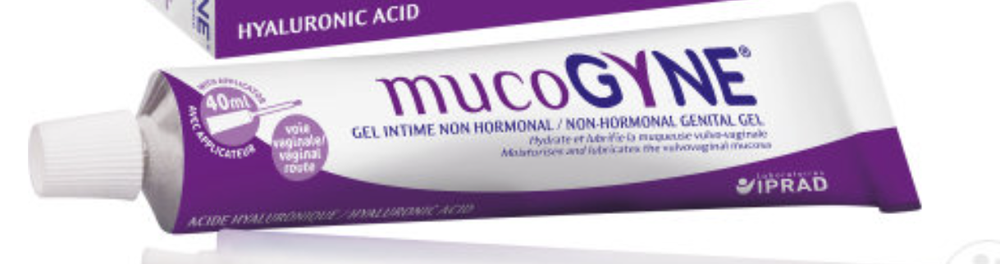 NE®
HYALURONIC ACID
WITH APPLICATOR
40ml
AVEC APPLICATEUR
voie
vaginale/
vaginal
route
mucoGYNE®
GEL INTIME NON HORMONAL / NON-HORMONAL GENITAL GEL
Hydrate et lubrifie la muqueuse vulvo-vaginale
Moisturises and lubricates the vulvovaginal mucosa
Laboratoires
IPRAD
ACIDE HYALURONIQUE / HYALURONIC ACID